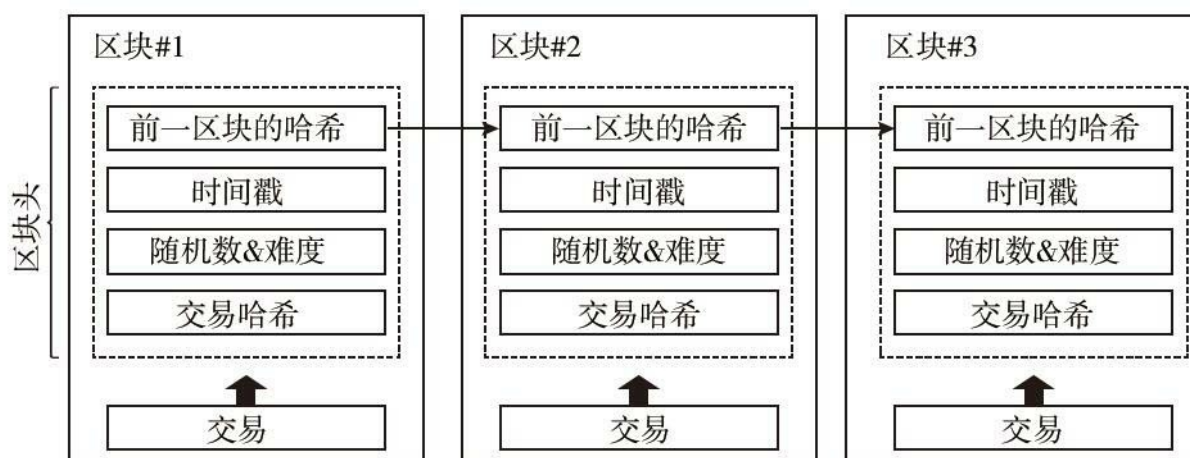 区块#1
区块#2
区块#3
区块头
前一区块的哈希
前一区块的哈希
前一区块的哈希
时间戳
时间戳
时间戳
随机数&难度
随机数&难度
随机数&难度
交易哈希
交易哈希
交易哈希
交易
交易
交易